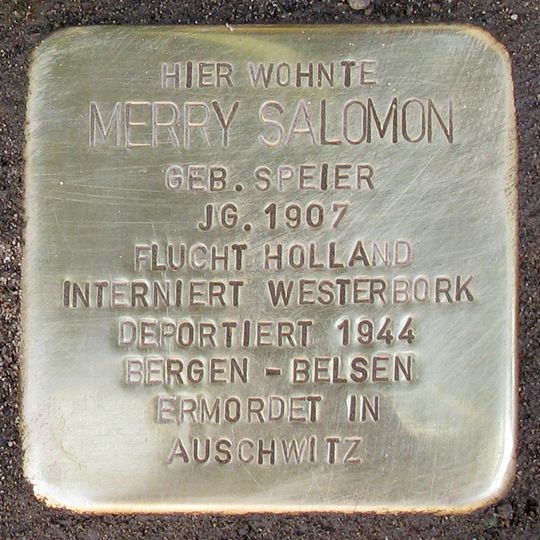 HIER WOHNTE
MERRY SALOMON
GEB. SPEIER
JG. 1907
FLUCHT HOLLAND
INTERNIERT WESTERBORK
DEPORTIERT 1944
BERGEN - BELSEN
ERMORDET IN
AUSCHWITZ